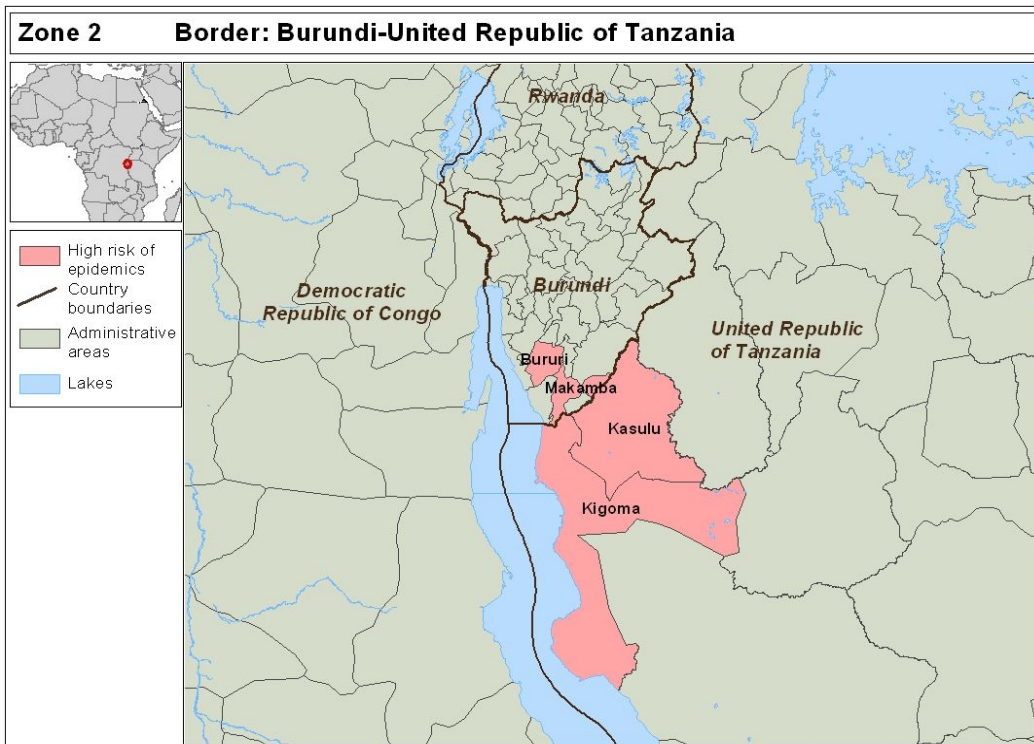 Zone 2 Border: Burundi-United Republic of Tanzania
High risk of
epidemics
Country
boundaries
Administrative
areas
Lakes
Rwanda
Burundi
Democratic
Republic of Congo
United Republic
of Tanzania
Bururi
Makamba
Kasulu
Kigoma